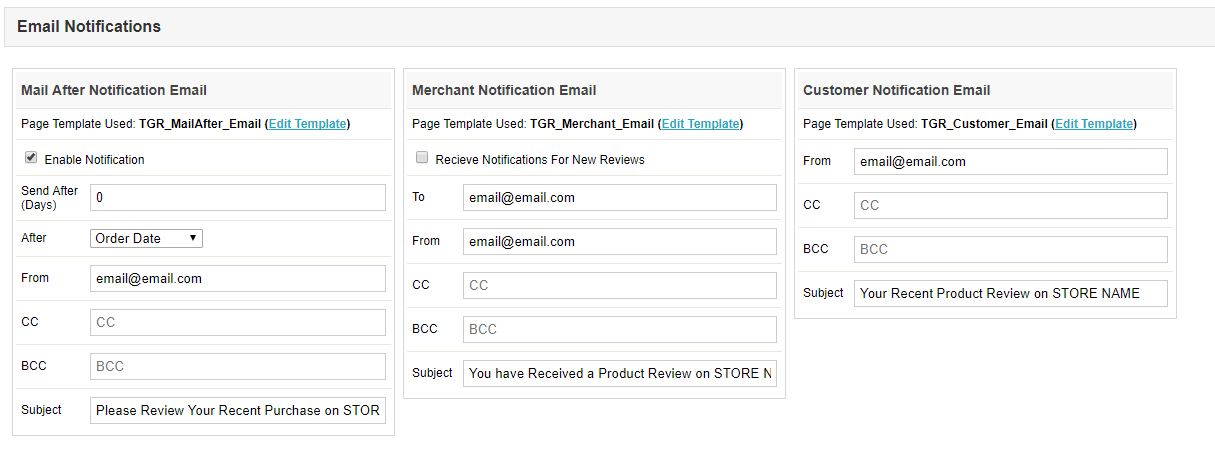 Email Notifications
Mail After Notification Email
Page Template Used: TGR_MailAfter_Email (Edit Template)
Enable Notification
Send After
(Days)
0
After
Order Date
From
email@email.com
CC
CC
BCC
BCC
Subject
Please Review Your Recent Purchase on STOR
Merchant Notification Email
Page Template Used: TGR_Merchant_Email (Edit Template)
Recieve Notifications For New Reviews
To
email@email.com
From
email@email.com
CC
CC
BCC
BCC
Subject
You have Received a Product Review on STORE N
Customer Notification Email
Page Template Used: TGR_Customer_Email (Edit Template)
From
email@email.com
CC
CC
BCC
BCC
Subject
Your Recent Product Review on STORE NAME